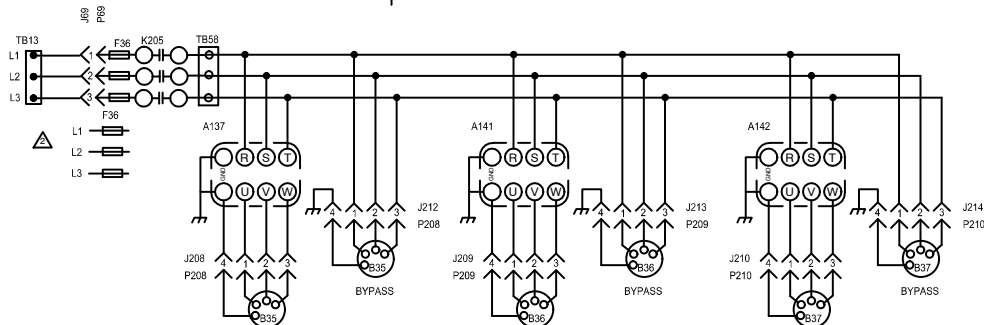 J69
P69
TB13
F36
K205
TB58
L1
1
L2
2
L3
3
F36
2
L1
L2
L3
A137
R S T
GND
U V W
4 1 2 3
J212
P208
B35
BYPASS
J208
4 1 2 3
P208
B35
A141
R S T
GND
U V W
4 1 2 3
J213
P209
B36
BYPASS
J209
4 1 2 3
P209
B36
A142
R S T
GND
U V W
4 1 2 3
J214
P210
B37
BYPASS
J210
4 1 2 3
P210
B37